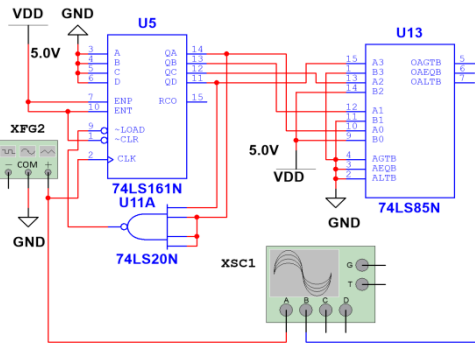 VDD
GND
U5
U13
5.0V
3 A QA 14
4 B QB 13
5 C QC 12
6 D QD 11
7 ENP RCO 15
10 ENT
9 ~LOAD
1 ~CLR
2 CLK
74LS161N
15 A3 OAGTB 5
13 B3 OAEQB 6
13 A2 OALTB 7
14 B2
12 A1
11 B1
10 A0
9 B0
4 AGTB
3 AEQB
2 ALTB
74LS85N
XFG2
COM
GND
U11A
74LS20N
5.0V
VDD
GND
XSC1
G
T
A B C D